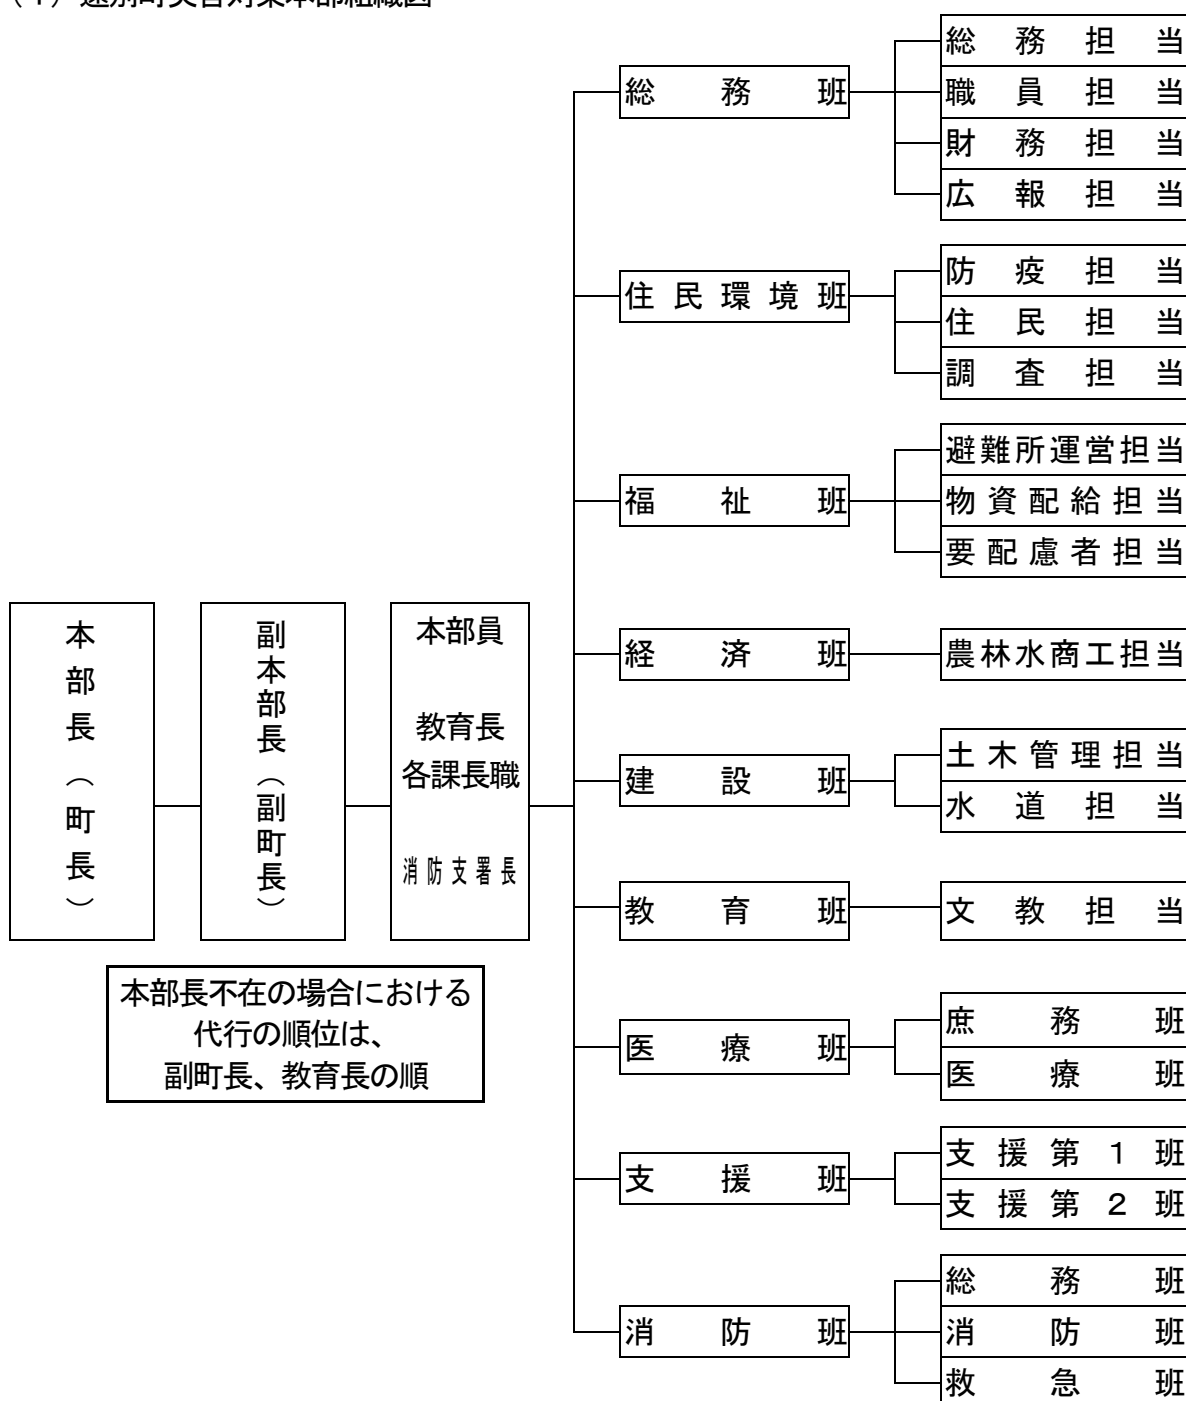 本部長（町長）
副本部長（副町長）
本部員
教育長
各課長職
消防支署長
本部長不在の場合における
代行の順位は、
副町長、教育長の順
総務班
総務担当
職員担当
財務担当
広報担当
住民環境班
防疫担当
住民担当
調査担当
福祉班
避難所運営担当
物資配給担当
要配慮者担当
経済班
農林水商工担当
建設班
土木管理担当
水道担当
教育班
文教担当
医療班
庶務班
医療班
支援班
支援第１班
支援第２班
消防班
総務班
消防班
救急班